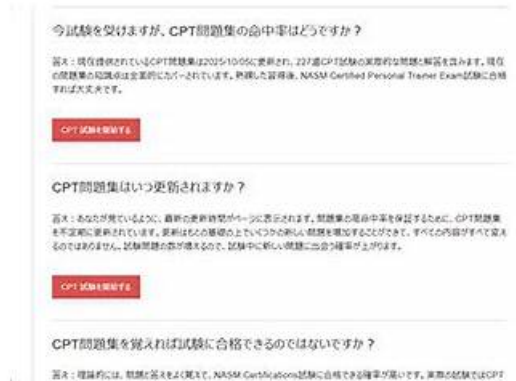 今試験を受けますが、CPT問題集の命中率はどうですか？
答え：現在提供されているCPT問題集は2025/10/05に更新され、227道CPT試験の実際的な問題と解答を含みます。現在
の問題集の知識点は全面的にカバーされています。熟練した習得後、NASM Certified Personal Trainer Exam試験に合格
すれば大丈夫です。
CPT 試験を開始する
CPT問題集はいつ更新されますか？
答え：あなたが見ているように、最新の更新時間がページに表示されます。問題集の高命中率を保証するために、CPT問題集
を不定期に更新されています。更新はもとの基礎の上でいくつかの新しい問題を増加することができて、すべての内容がすべて変え
るのではありません。試験問題の数が増えるので、試験中に新しい問題に出会う確率が上がります。
CPT 試験を開始する
CPT問題集を覚えれば試験に合格できるのではないですか？
答え：理論的には、問題と答えをよく覚えて、NASM Certifications試験に合格できる確率が高いです。実際の試験ではCPT